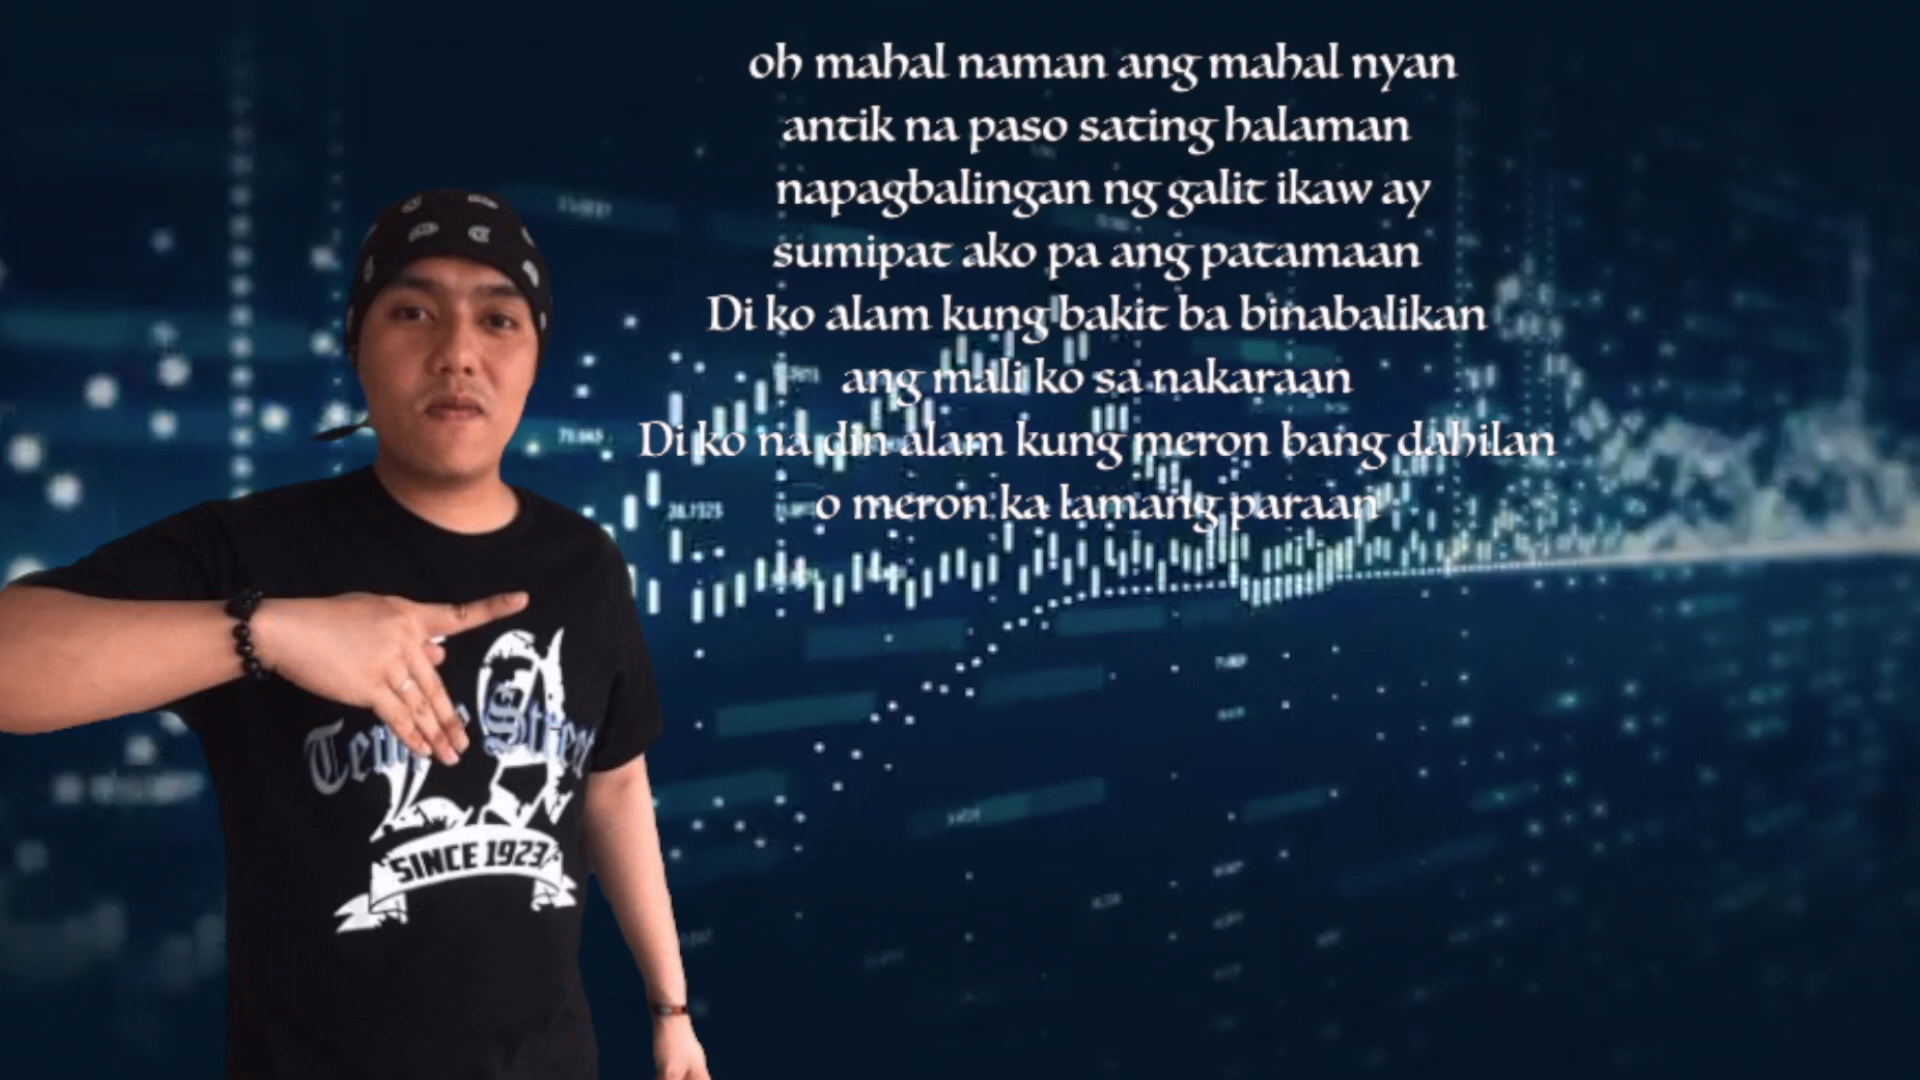 oh mahal naman ang mahal nyan
antik na paso sating halaman
napagbalingan ng galit ikaw ay
sumipat ako pa ang patamaan
Di ko alam kung bakit ba binabalikan
ang mali ko sa nakaraan
Di ko na din alam kung meron bang dahilan
o meron ka lamang paraan
LA
Street
SINCE 1923